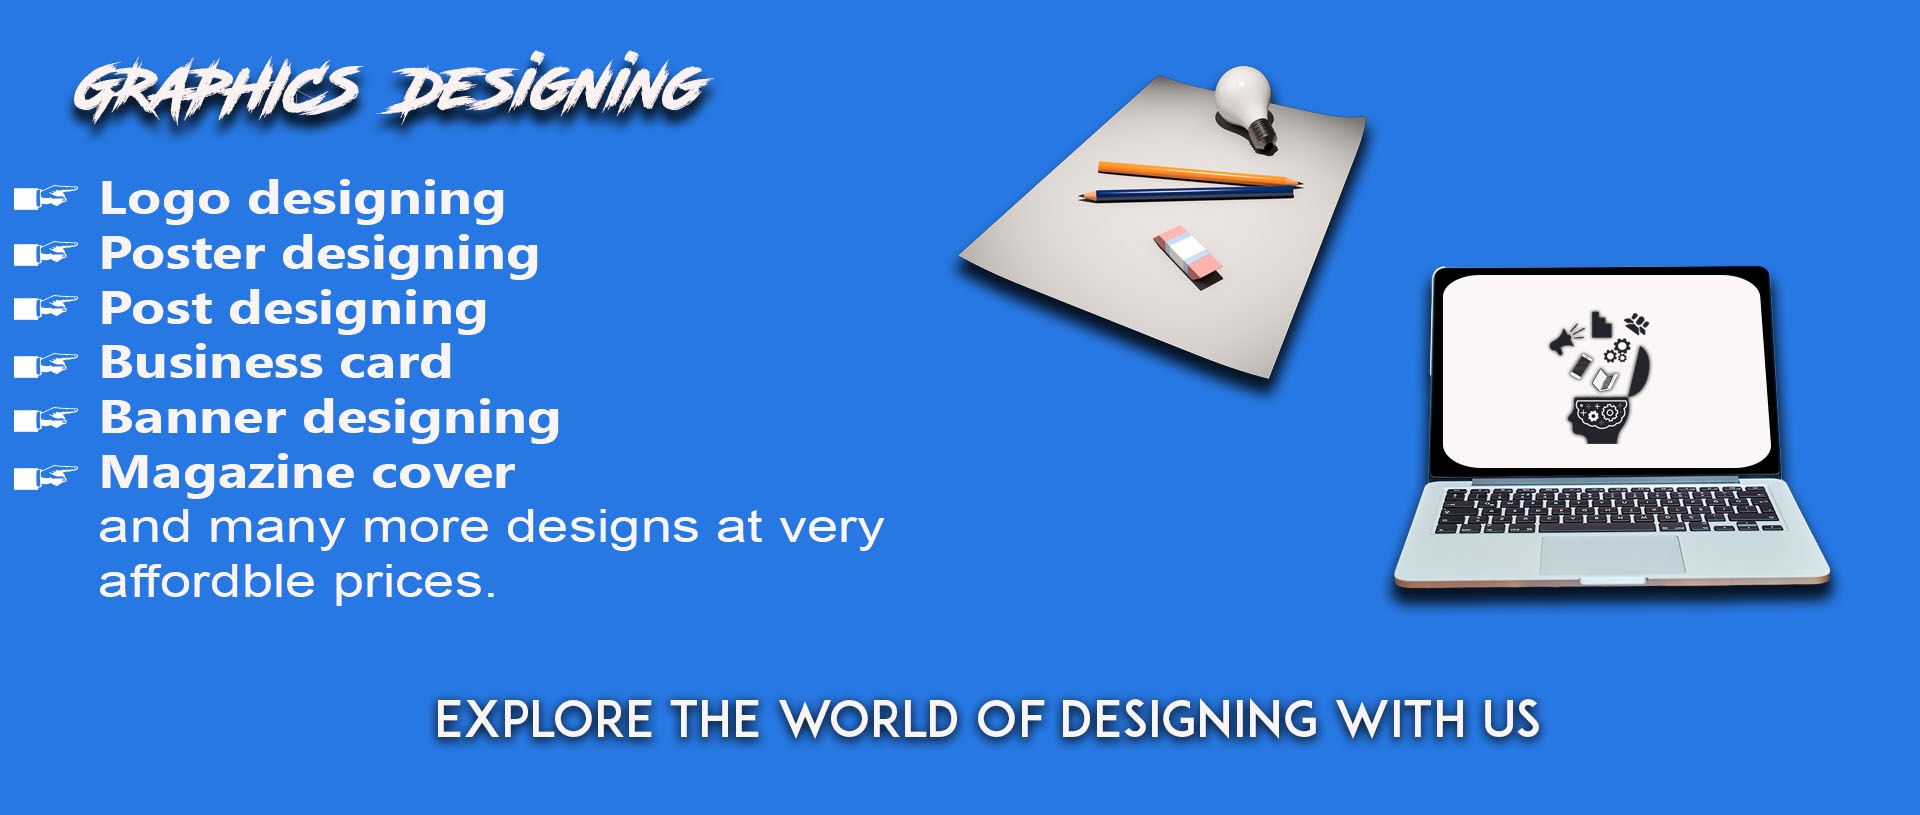 GRAPHICS DESIGNING
Logo designing
Poster designing
Post designing
Business card
Banner designing
Magazine cover
and many more designs at very
affordble prices.
EXPLORE THE WORLD OF DESIGNING WITH US